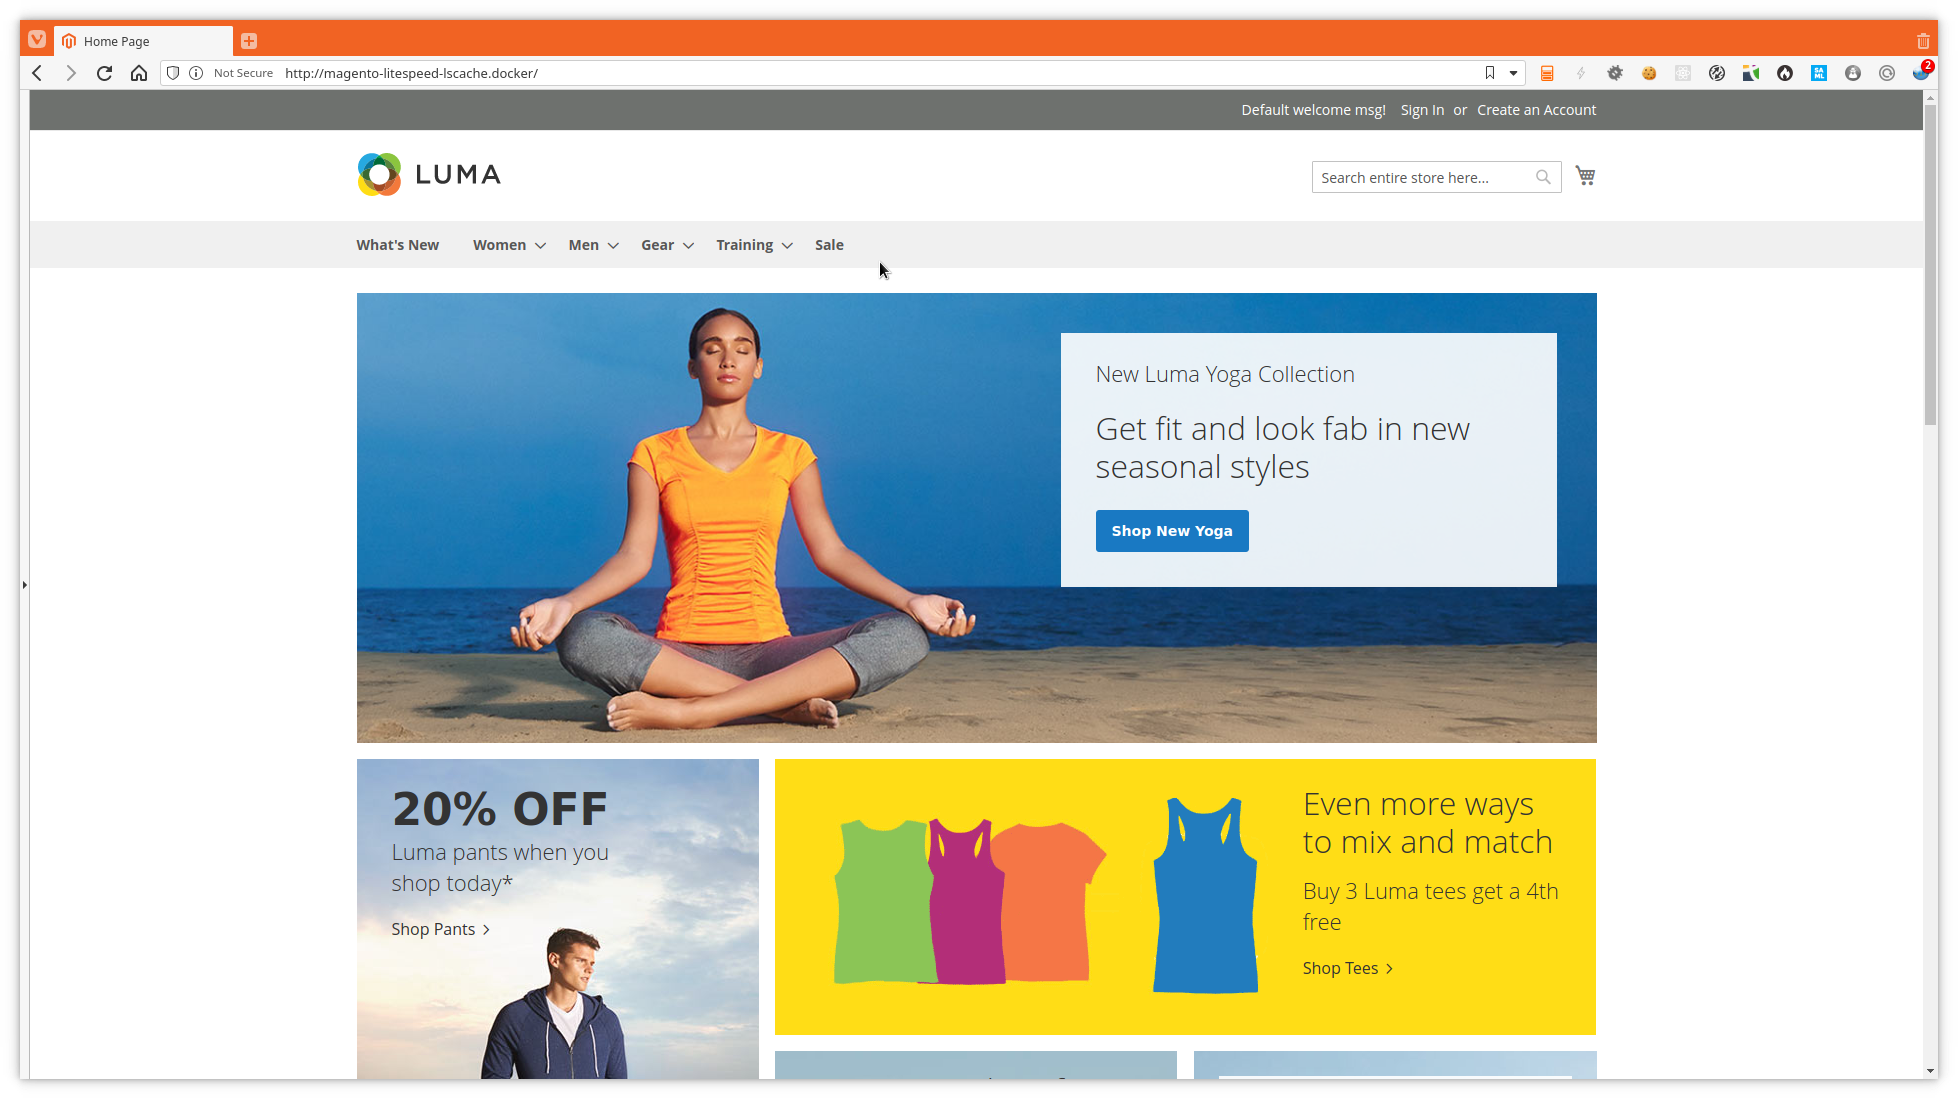 Home Page
Not Secure http://magento-litespeed-lscache.docker/
SA
ML
2
Default welcome msg! Sign In or Create an Account
LUMA
Search entire store here...
What's New Women Men Gear Training Sale
New Luma Yoga Collection
Get fit and look fab in new
seasonal styles
Shop New Yoga
20% OFF
Luma pants when you
shop today*
Shop Pants
Even more ways
to mix and match
Buy 3 Luma tees get a 4th
free
Shop Tees